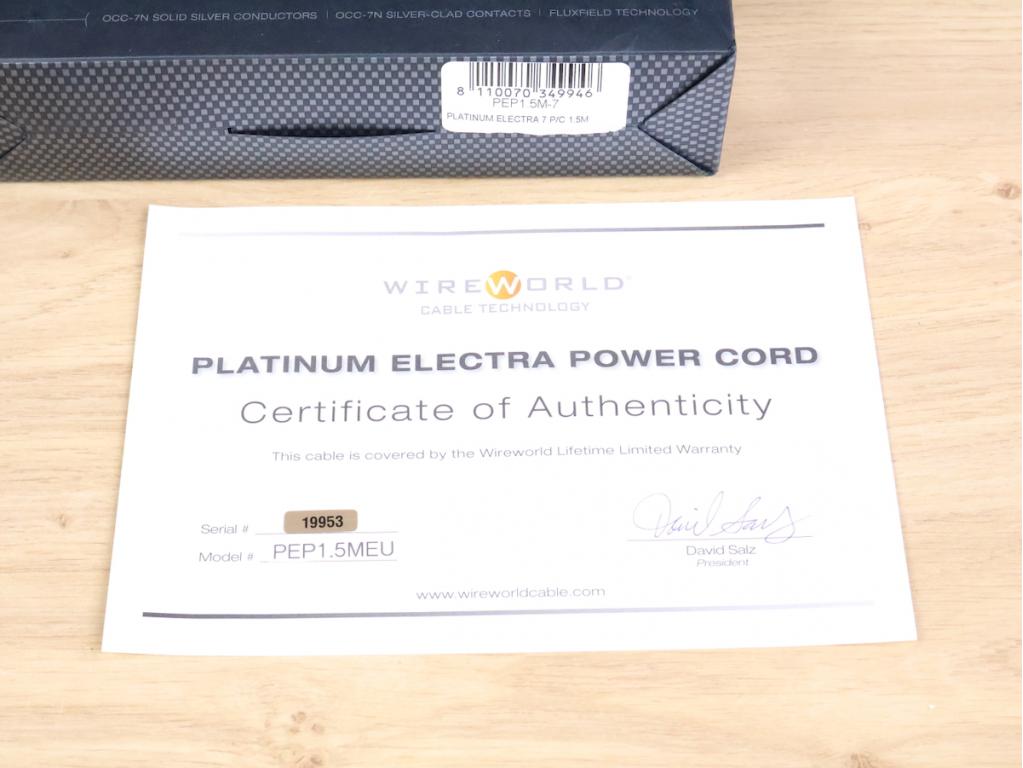 OCC-7N SOLID SILVER CONDUCTORS | OCC-7N SILVER-CLAD CONTACTS | FLUXFIELD TECHNOLOGY
8 110070 349946
PEP1.5M-7
PLATINUM ELECTRA 7 P/C 1.5M
WIREWORLD®
CABLE TECHNOLOGY
PLATINUM ELECTRA POWER CORD
Certificate of Authenticity
This cable is covered by the Wireworld Lifetime Limited Warranty
Serial # 19953
Model # PEP1.5MEU
David Salz
David Salz
President
www.wireworldcable.com